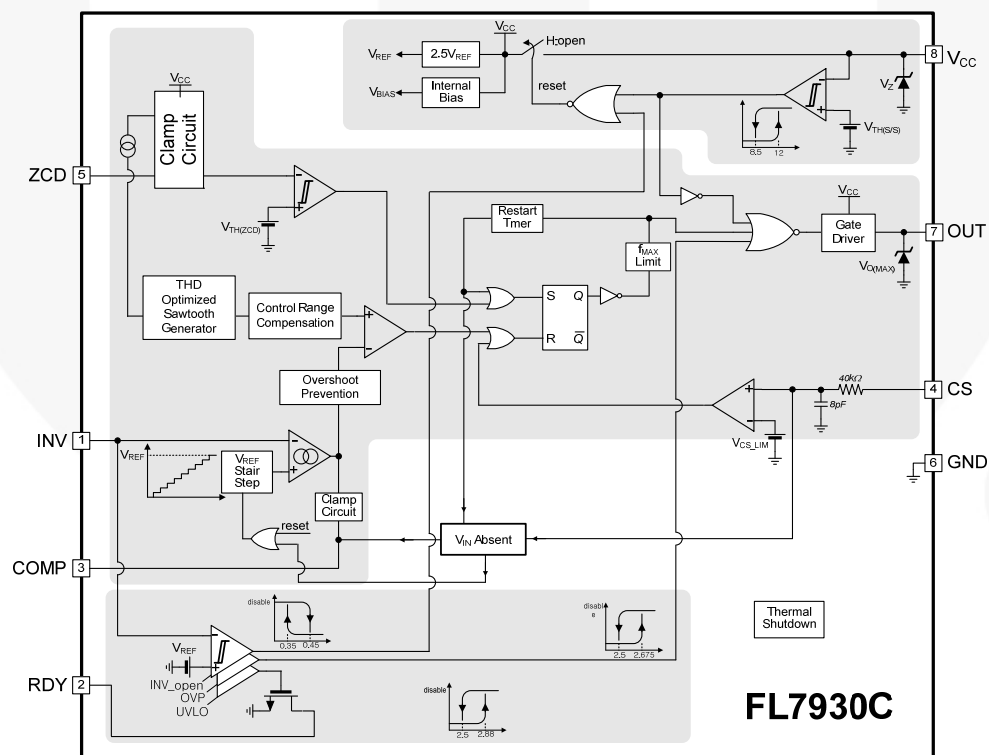 VCC
H:open
VREF
2.5VREF
reset
VBIAS
Internal
Bias
8
VCC
VZ
VTH(S/S)
8.5
12
VCC
Clamp
Circuit
ZCD
5
VTH(ZCD)
Restart
Tmer
fMAX
Limit
VCC
Gate
Driver
7
OUT
VO(MAX)
THD
Optimized
Sawtooth
Generator
Control Range
Compensation
S
Q
R
Q
Overshoot
Prevention
40kΩ
8pF
4
CS
VCS_LIM
INV
1
VREF
VREF
Stair
Step
Clamp
Circuit
6
GND
reset
VIN Absent
COMP
3
disable
0.35
0.45
disabl
e
2.5
2.675
Thermal
Shutdown
VREF
INV_open
OVP
UVLO
RDY
2
disable
2.5
2.88
FL7930C